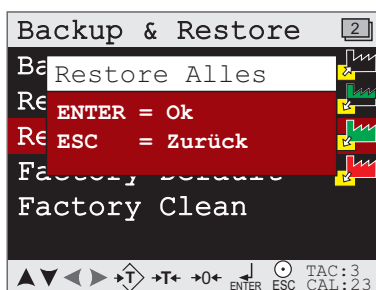 Backup & Restore 2
Ba
Restore Alles
Re
ENTER = Ok
Re
ESC = Zurück
Factory Default
Factory Clean
T →T← →0← ENTER ESC TAC:3
CAL:23